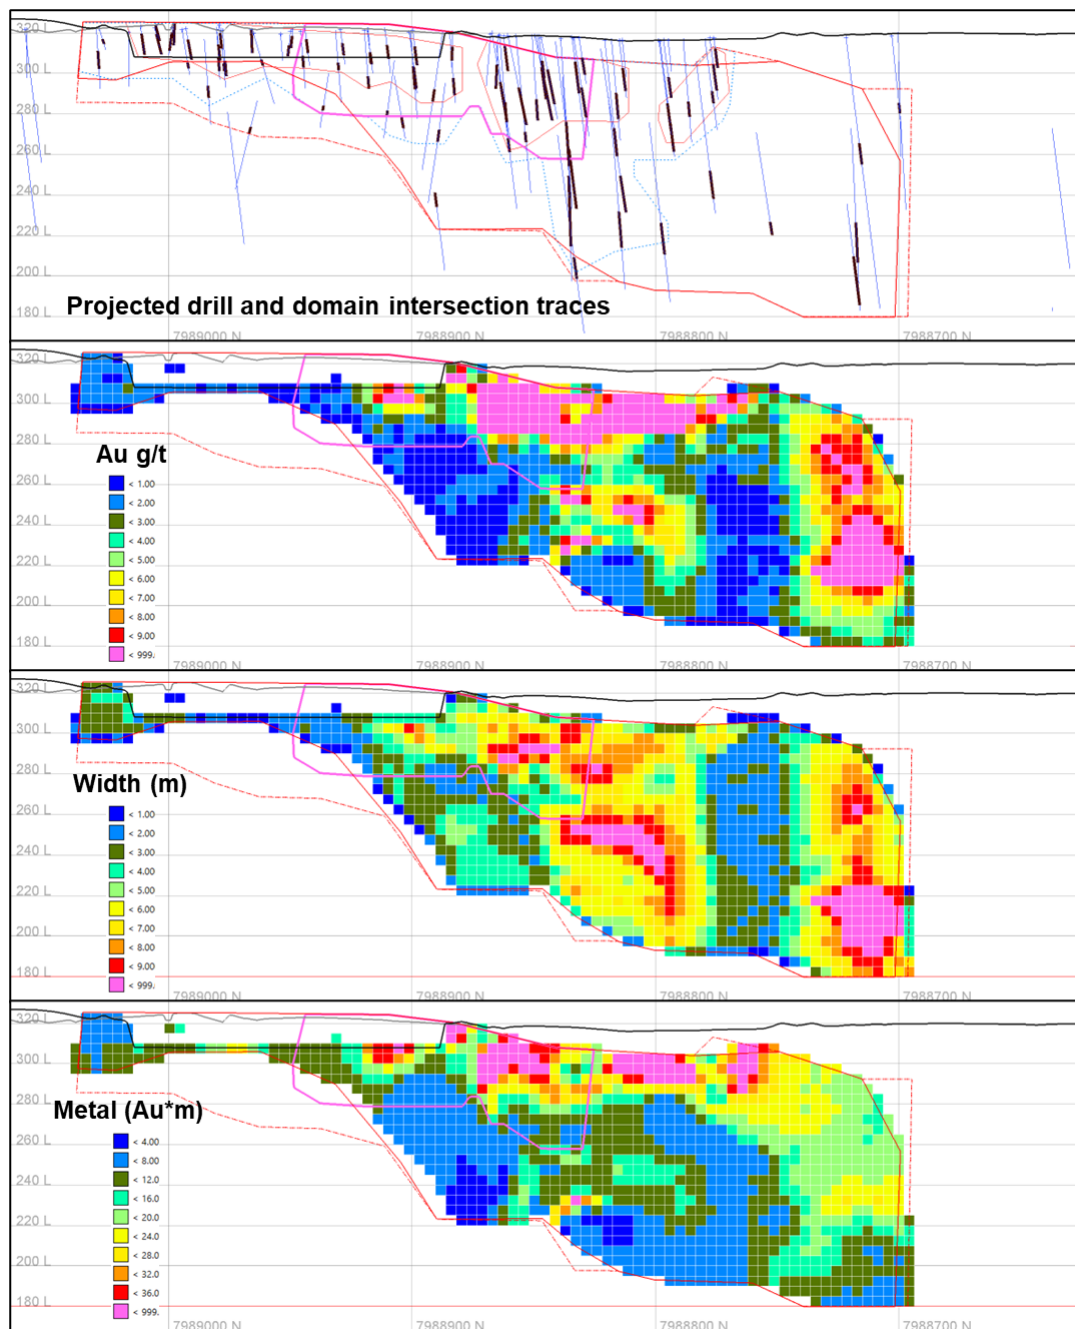 320 L
300 L
280 L
260 L
240 L
220 L
200 L
180 L
Projected drill and domain intersection traces
7989000 N
7988900 N
7988800 N
7988700 N
320 L
300 L
280 L
260 L
240 L
220 L
200 L
180 L
Au g/t
< 1.00
< 2.00
< 3.00
< 4.00
< 5.00
< 6.00
< 7.00
< 8.00
< 9.00
< 999.
7989000 N
7988900 N
7988800 N
7988700 N
320 L
300 L
280 L
260 L
240 L
220 L
200 L
180 L
Width (m)
< 1.00
< 2.00
< 3.00
< 4.00
< 5.00
< 6.00
< 7.00
< 8.00
< 9.00
< 999.
7989000 N
7988900 N
7988800 N
7988700 N
320 L
300 L
280 L
260 L
240 L
220 L
200 L
180 L
Metal (Au*m)
< 4.00
< 8.00
< 12.0
< 16.0
< 20.0
< 24.0
< 28.0
< 32.0
< 36.0
< 999.
7989000 N
7988900 N
7988800 N
7988700 N